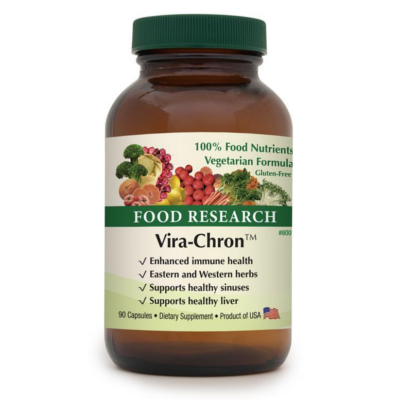 100% Food Nutrients
Vegetarian Formula
Gluten-Free
FOOD RESEARCH
Vira-Chron™
✓ Enhanced immune health
✓ Eastern and Western herbs
✓ Supports healthy sinuses
✓ Supports healthy liver
90 Capsules • Dietary Supplement • Product of USA